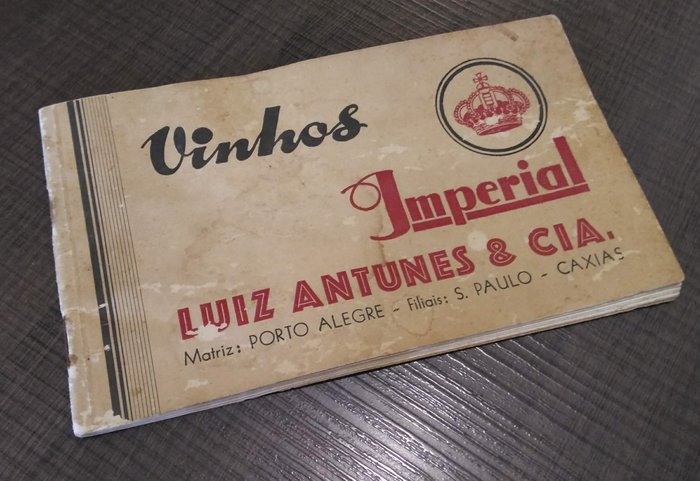 Vinhos
Imperial
LUIZ ANTUNES & CIA.
Matriz: PORTO ALEGRE - Filiais: S. PAULO - CAXIAS